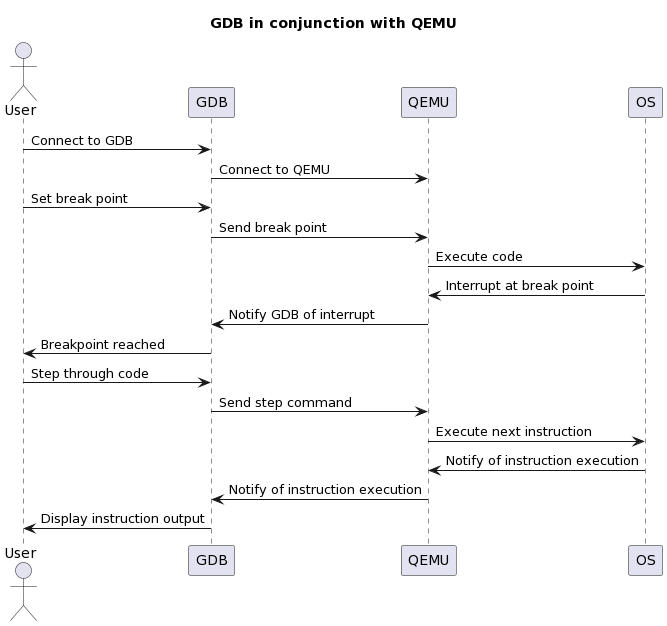 GDB in conjunction with QEMU
User
GDB
QEMU
OS
Connect to GDB
Connect to QEMU
Set break point
Send break point
Execute code
Interrupt at break point
Notify GDB of interrupt
Breakpoint reached
Step through code
Send step command
Execute next instruction
Notify of instruction execution
Notify of instruction execution
Display instruction output
User
GDB
QEMU
OS